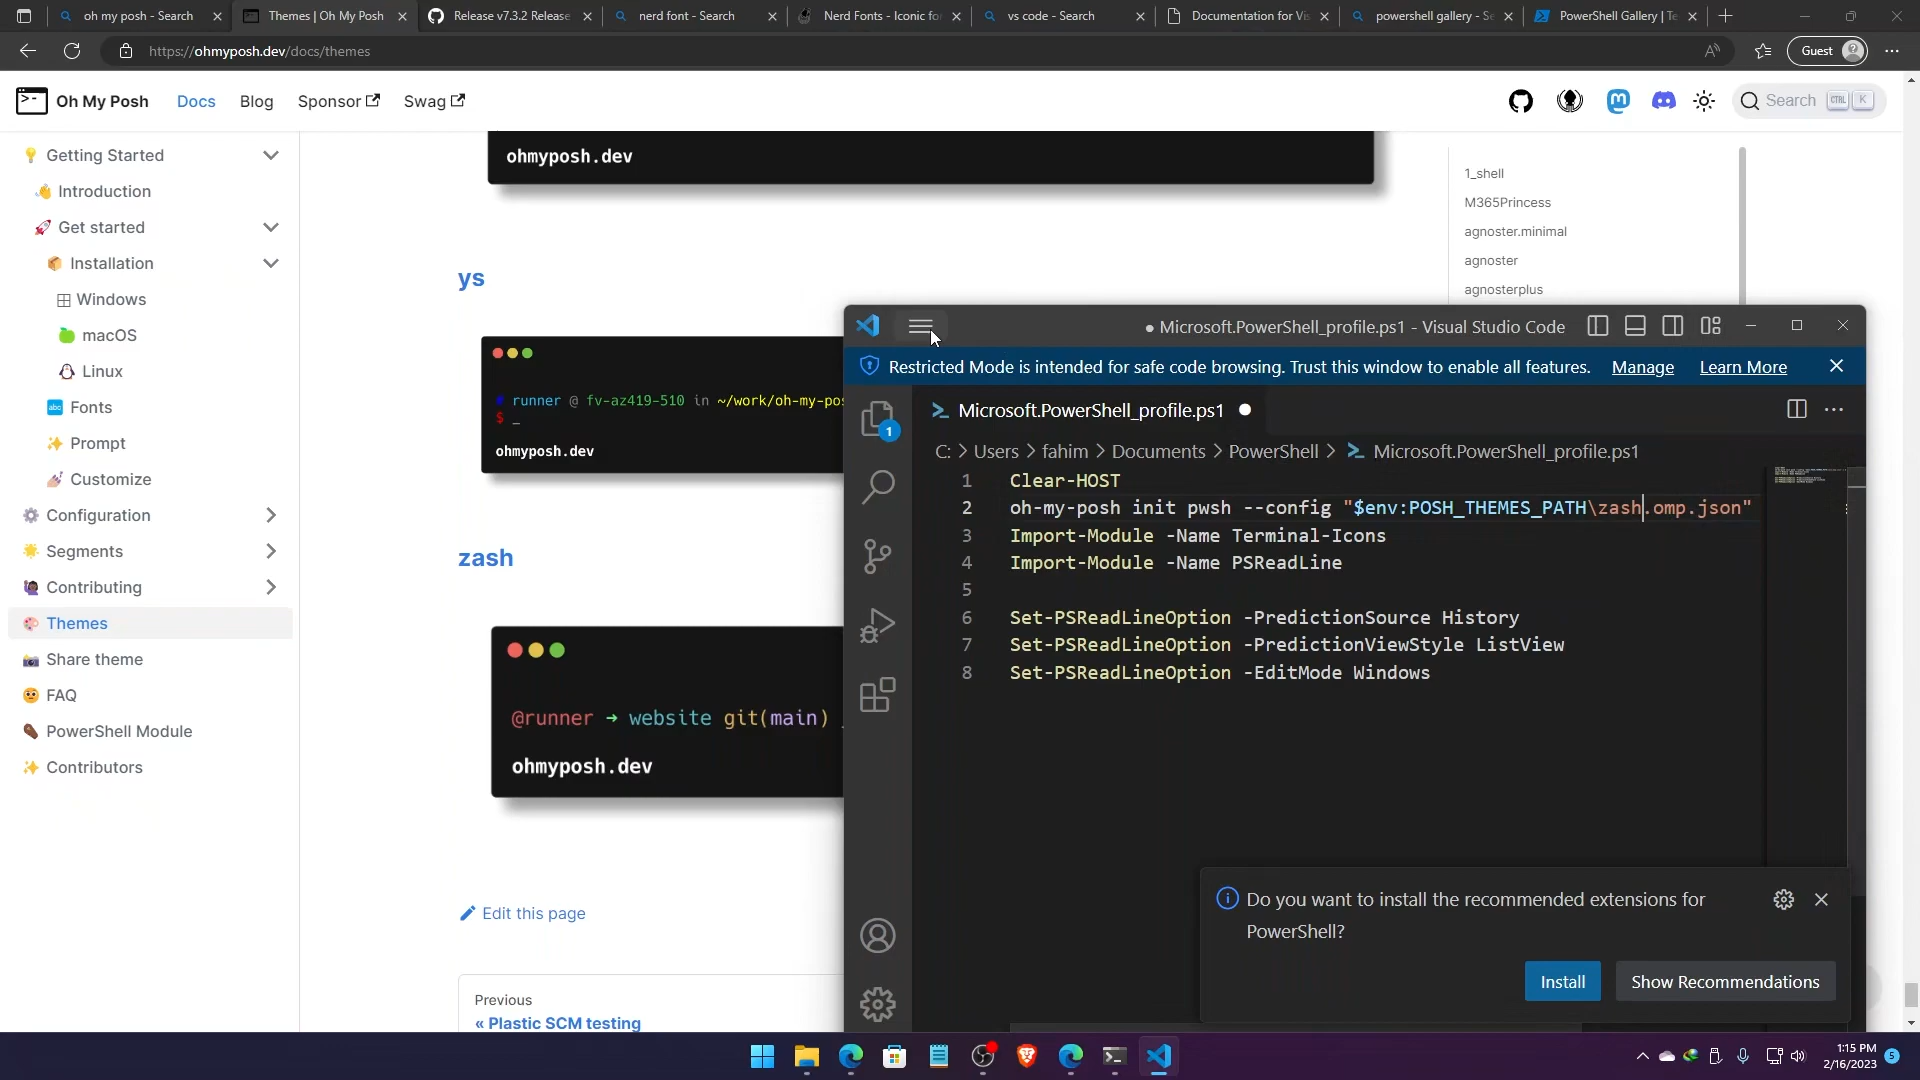 oh my posh - Search
Themes | Oh My Posh
Release v7.3.2 Release
nerd font - Search
Nerd Fonts - Iconic fo
vs code - Search
Documentation for Vis
powershell gallery - Se
PowerShell Gallery | Te
https://ohmyposh.dev/docs/themes
Guest
Oh My Posh
Docs
Blog
Sponsor
Swag
Search
CTRL
K
Getting Started
Introduction
Get started
Installation
Windows
macOS
Linux
abc
Fonts
Prompt
Customize
Configuration
Segments
Contributing
Themes
Share theme
FAQ
PowerShell Module
Contributors
ohmyposh.dev
ys
runner @ fv-az419-510 in ~/work/oh-my-pos
$ _
ohmyposh.dev
zash
@runner ➜ website git(main)
ohmyposh.dev
Edit this page
Previous
« Plastic SCM testing
1_shell
M365Princess
agnoster.minimal
agnoster
agnosterplus
● Microsoft.PowerShell_profile.ps1 - Visual Studio Code
Restricted Mode is intended for safe code browsing. Trust this window to enable all features.
Manage
Learn More
1
Microsoft.PowerShell_profile.ps1
C: > Users > fahim > Documents > PowerShell > Microsoft.PowerShell_profile.ps1
1 Clear-HOST
2 oh-my-posh init pwsh --config "$env:POSH_THEMES_PATH\zash.omp.json"
3 Import-Module -Name Terminal-Icons
4 Import-Module -Name PSReadLine
5
6 Set-PSReadLineOption -PredictionSource History
7 Set-PSReadLineOption -PredictionViewStyle ListView
8 Set-PSReadLineOption -EditMode Windows
Do you want to install the recommended extensions for
PowerShell?
Install
Show Recommendations
1:15 PM
2/16/2023
5